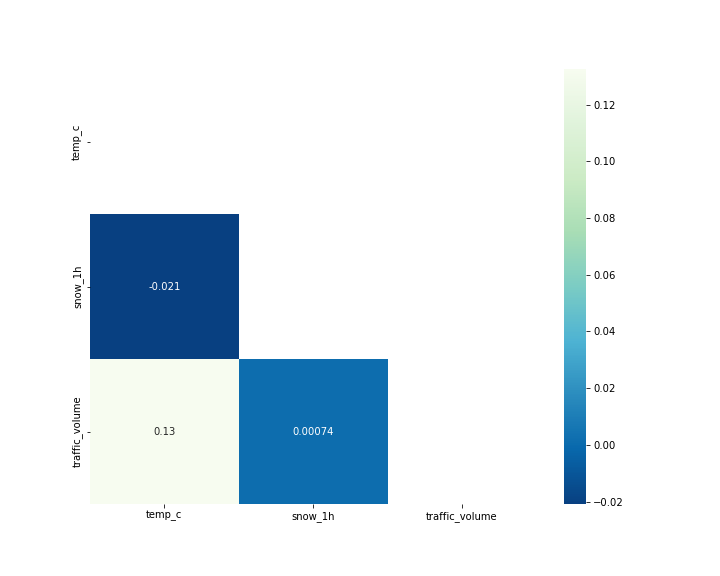 temp_c
snow_1h
traffic_volume
-0.021
0.13
0.00074
temp_c
snow_1h
traffic_volume
0.12
0.10
0.08
0.06
0.04
0.02
0.00
-0.02